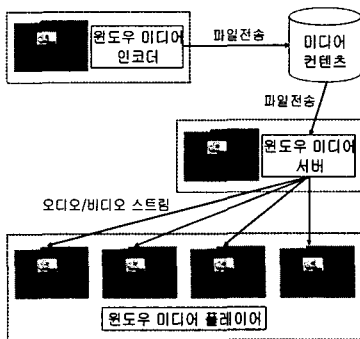 윈도우 미디어
인코더
파일전송
미디어
컨텐츠
파일전송
윈도우 미디어
서버
오디오/비디오 스트림
윈도우 미디어 플레이어